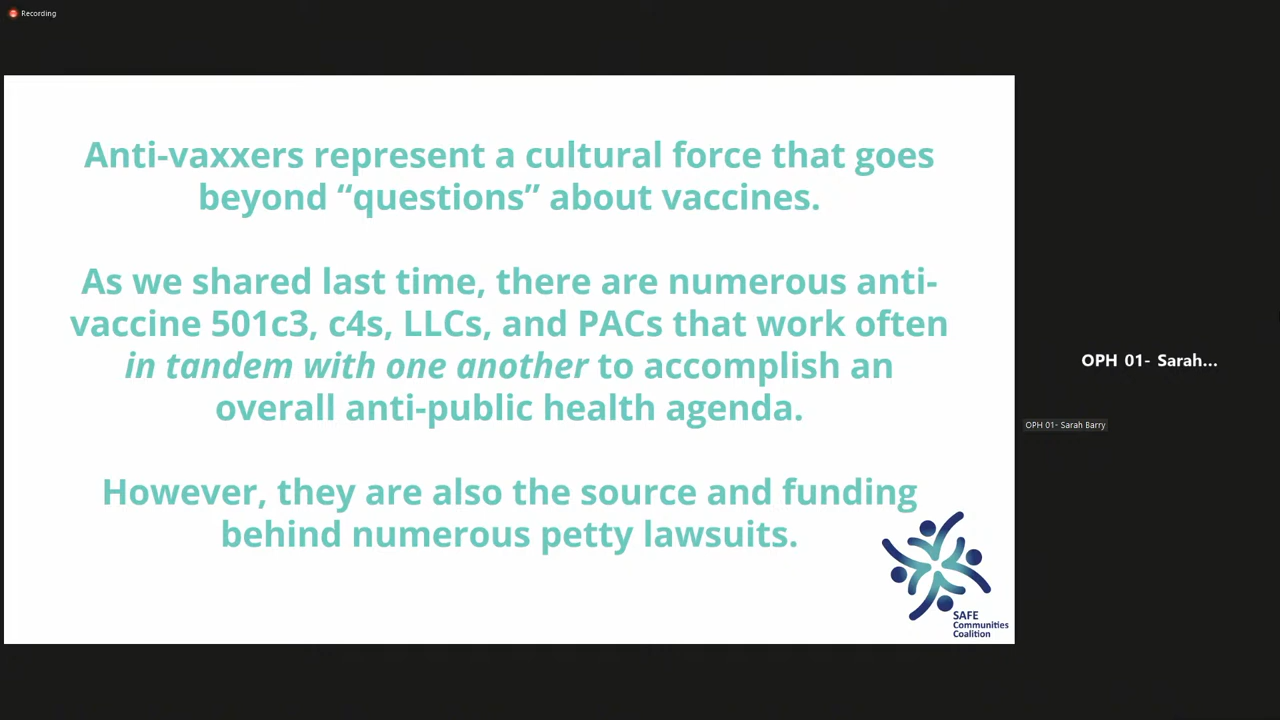 Recording
Anti-vaxxers represent a cultural force that goes
beyond “questions” about vaccines.
As we shared last time, there are numerous anti-
vaccine 501c3, c4s, LLCs, and PACs that work often
in tandem with one another to accomplish an
overall anti-public health agenda.
However, they are also the source and funding
behind numerous petty lawsuits.
SAFE
Communities
Coalition
OPH 01- Sarah...
OPH 01- Sarah Barry